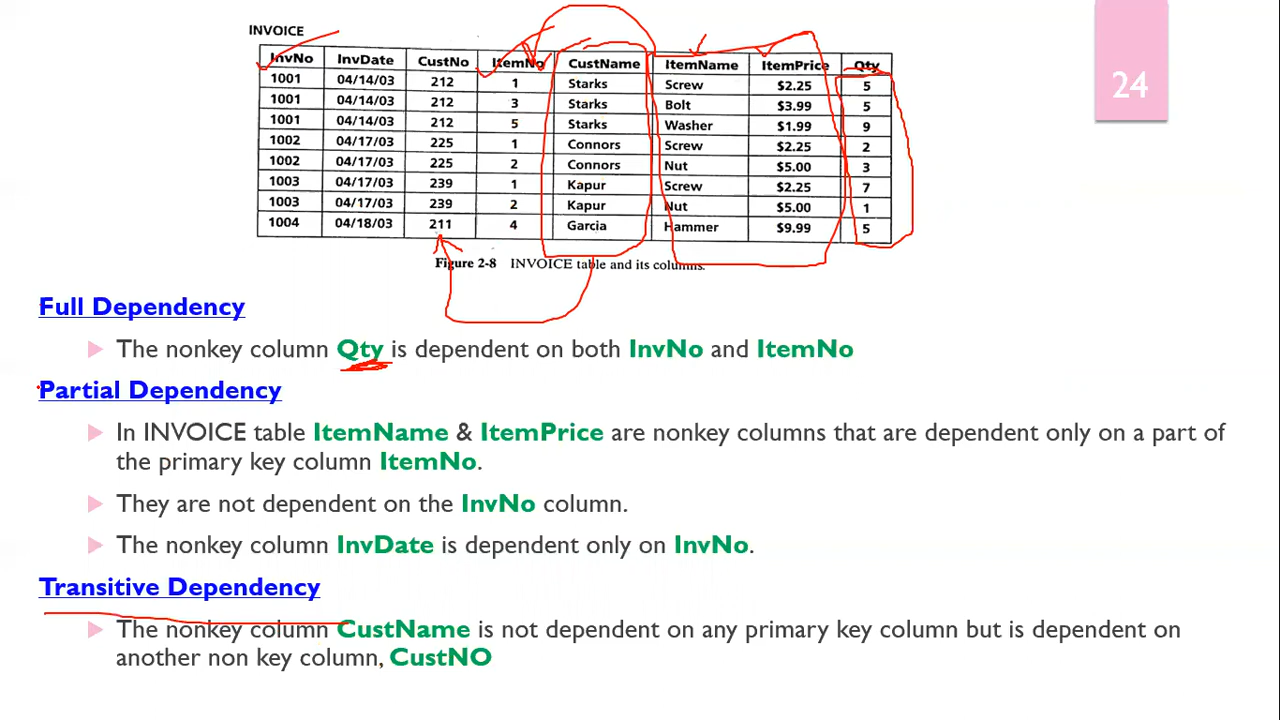 24
INVOICE
InvNo InvDate CustNo ItemNo CustName ItemName ItemPrice Qty
1001 04/14/03 212 1 Starks Screw $2.25 5
1001 04/14/03 212 3 Starks Bolt $3.99 5
1001 04/14/03 212 5 Starks Washer $1.99 9
1002 04/17/03 225 1 Connors Screw $2.25 2
1002 04/17/03 225 2 Connors Nut $5.00 3
1003 04/17/03 239 1 Kapur Screw $2.25 7
1003 04/17/03 239 2 Kapur Nut $5.00 1
1004 04/18/03 211 4 Garcia Hammer $9.99 5
Figure 2-8 INVOICE table and its columns.
Full Dependency
The nonkey column Qty is dependent on both InvNo and ItemNo
Partial Dependency
In INVOICE table ItemName & ItemPrice are nonkey columns that are dependent only on a part of
the primary key column ItemNo.
They are not dependent on the InvNo column.
The nonkey column InvDate is dependent only on InvNo.
Transitive Dependency
The nonkey column CustName is not dependent on any primary key column but is dependent on
another non key column, CustNO